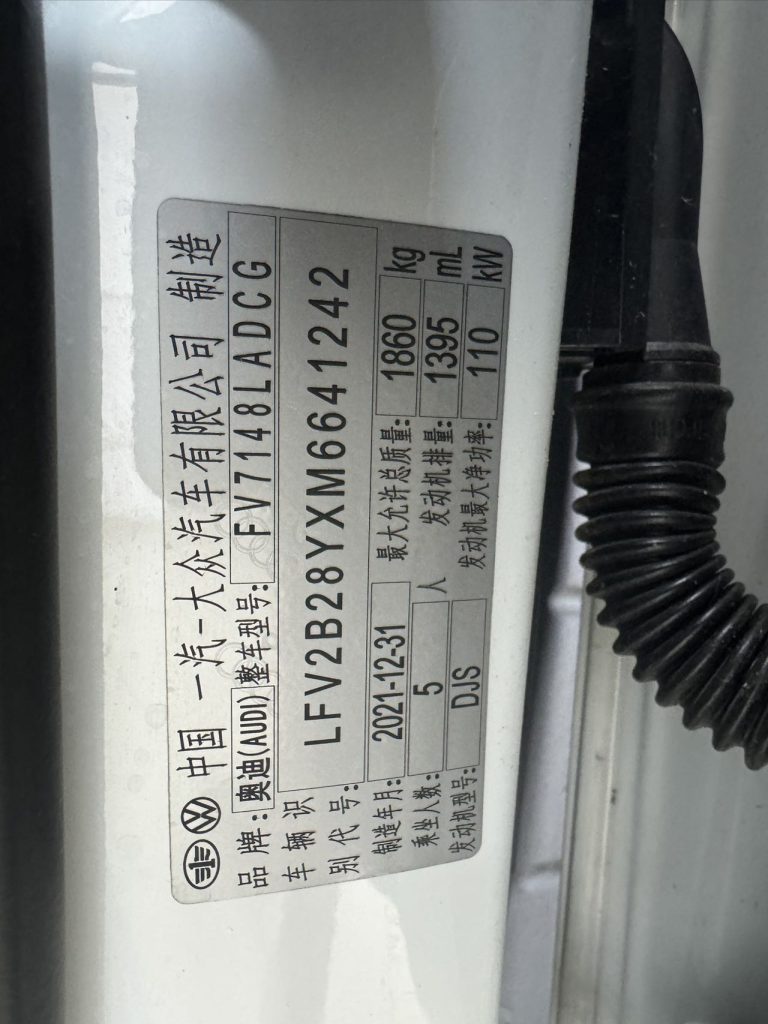 中国 一汽-大众汽车有限公司 制造
品牌: 奥迪(AUDI) 整车型号: FV7148LADCG
车辆识别代号: LFV2B28YXM6641242
制造年月: 2021-12-31 最大允许总质量: 1860 kg
乘坐人数: 5 人 发动机排量: 1395 mL
发动机型号: DJS 发动机最大净功率: 110 kW